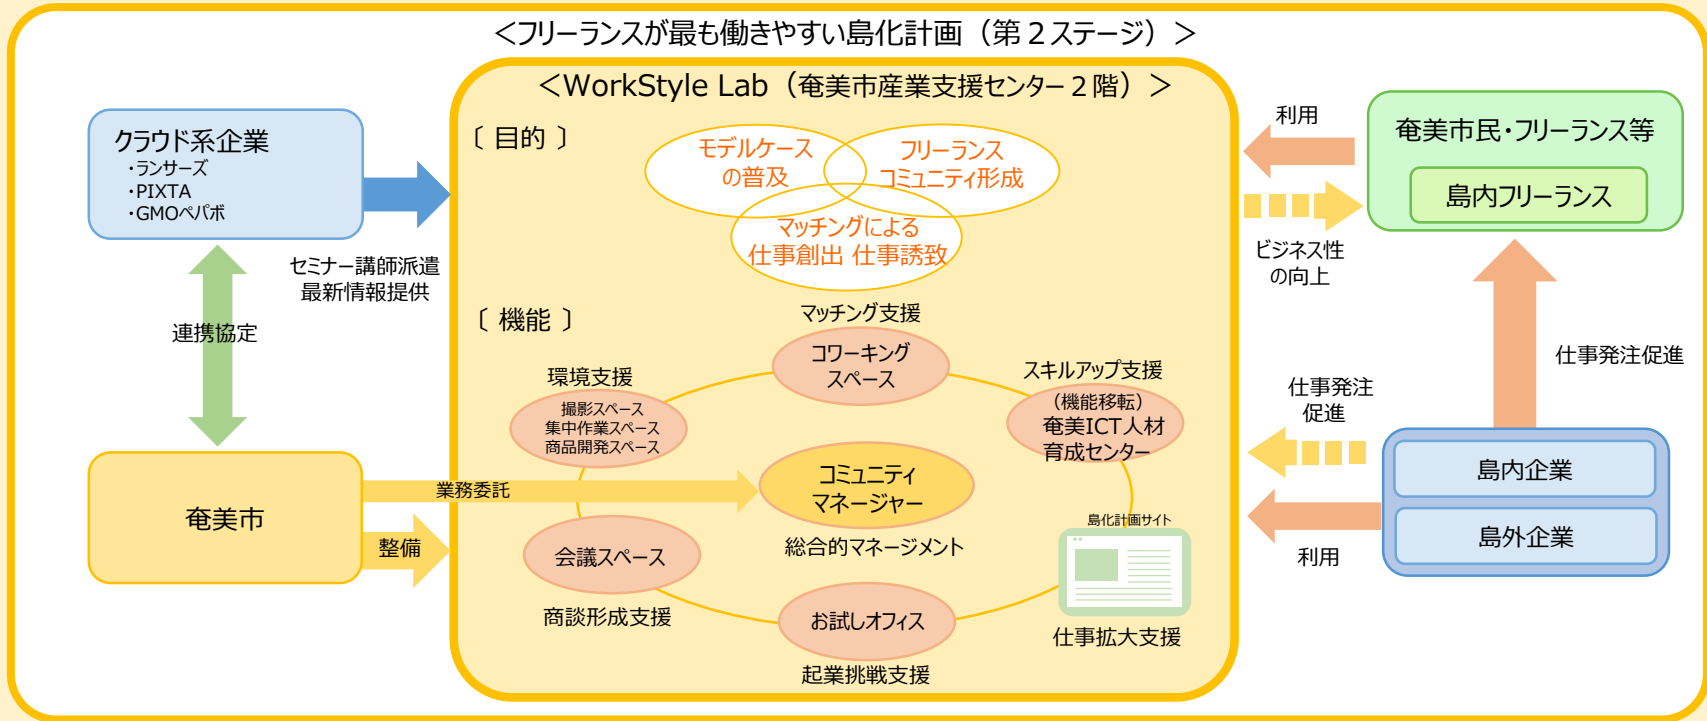 ＜フリーランスが最も働きやすい島化計画（第２ステージ）＞
＜WorkStyle Lab（奄美市産業支援センター２階）＞
クラウド系企業
・ランサーズ
・PIXTA
・GMOペパボ
セミナー講師派遣
最新情報提供
連携協定
奄美市
業務委託
整備
〔 目的 〕
モデルケース
の普及
フリーランス
コミュニティ形成
マッチングによる
仕事創出 仕事誘致
〔 機能 〕
マッチング支援
コワーキング
スペース
環境支援
撮影スペース
集中作業スペース
商品開発スペース
スキルアップ支援
（機能移転）
奄美ICT人材
育成センター
コミュニティ
マネージャー
総合的マネージメント
会議スペース
商談形成支援
お試しオフィス
起業挑戦支援
島化計画サイト
仕事拡大支援
利用
ビジネス性
の向上
奄美市民・フリーランス等
島内フリーランス
仕事発注促進
仕事発注
促進
利用
島内企業
島外企業